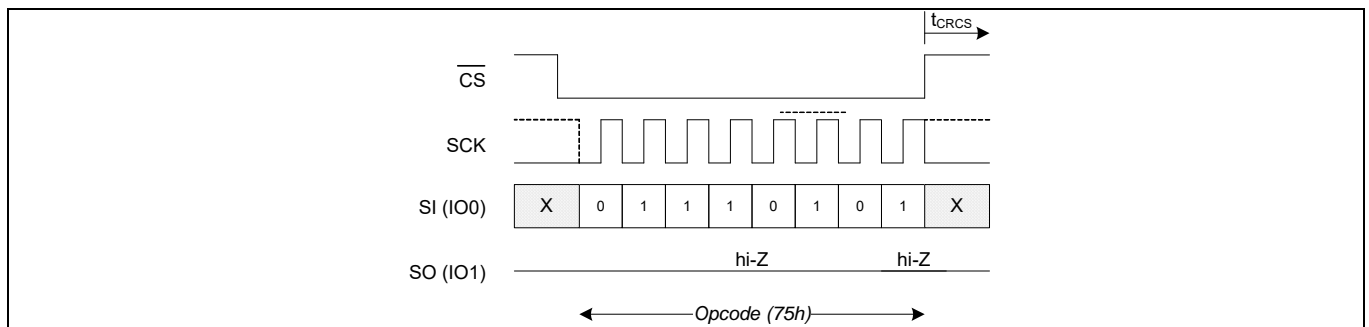 tCRCS
CS
SCK
SI (IO0) X 0 1 1 1 0 1 0 1 X
SO (IO1) hi-Z hi-Z
Opcode (75h)